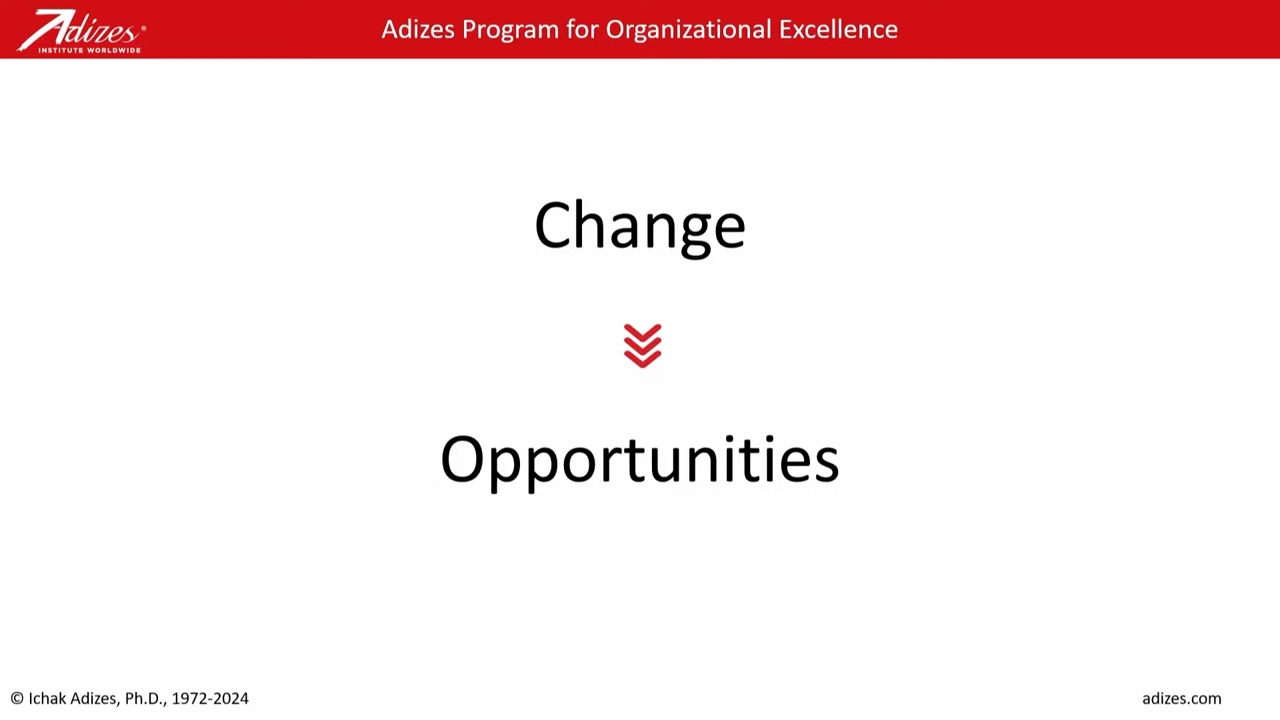 Adizes®
INSTITUTE WORLDWIDE
Adizes Program for Organizational Excellence
Change
Opportunities
© Ichak Adizes, Ph.D., 1972-2024
adizes.com